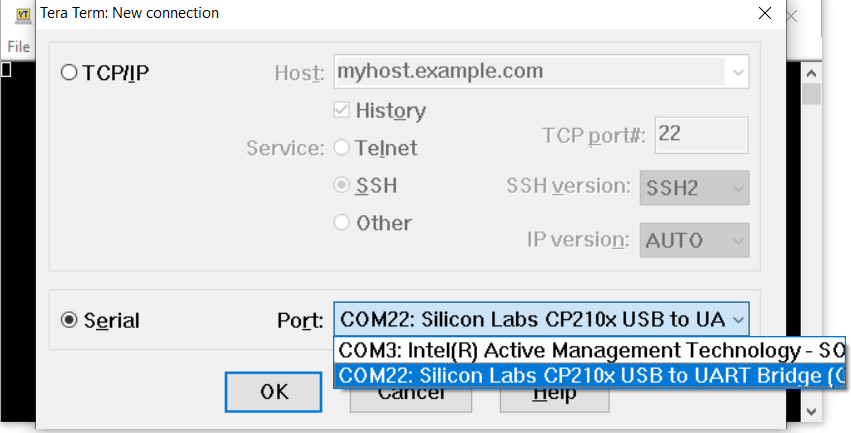 VT Tera Term: New connection
File
TCP/IP Host: myhost.example.com
History
Service: Telnet TCP port#: 22
SSH SSH version: SSH2
Other IP version: AUTO
Serial Port: COM22: Silicon Labs CP210x USB to UA
COM3: Intel(R) Active Management Technology - SO
COM22: Silicon Labs CP210x USB to UART Bridge (C
OK Cancel Help